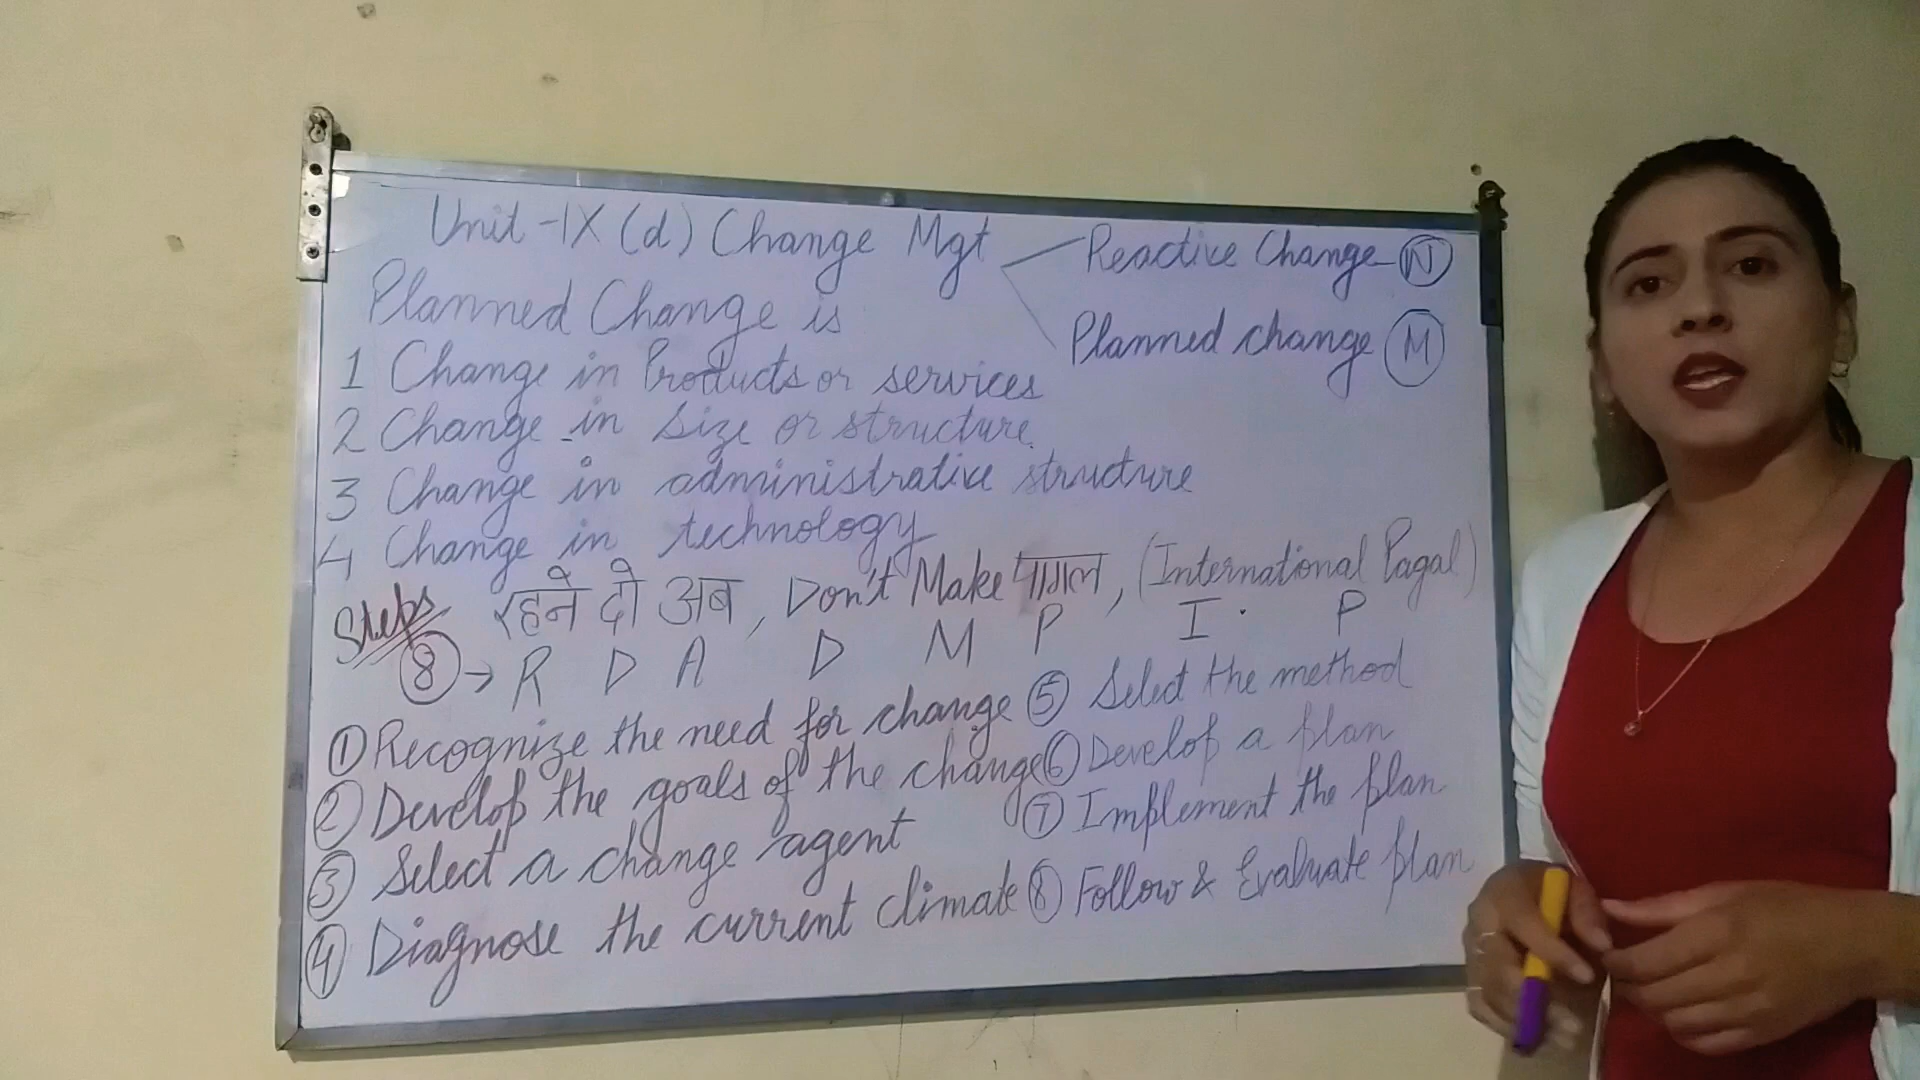 Unit-IX (d) Change Mgt
Reactive Change - N
Planned change M
Planned Change is
1 Change in Products or services
2 Change in size or structure
3 Change in administrative structure
4 Change in technology
Steps
रहने दो अब, Don't Make पागल, (International Pagal)
8 → R D A D M P I P
① Recognize the need for change
② Develop the goals of the change
③ Select a change agent
④ Diagnose the current climate
⑤ Select the method
⑥ Develop a plan
⑦ Implement the plan
⑧ Follow & Evaluate plan